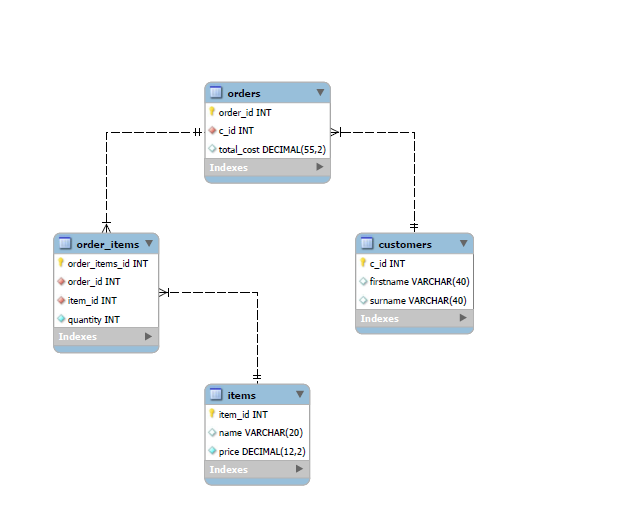 orders
order_id INT
c_id INT
total_cost DECIMAL(55,2)
Indexes
order_items
order_items_id INT
order_id INT
item_id INT
quantity INT
Indexes
customers
c_id INT
firstname VARCHAR(40)
surname VARCHAR(40)
Indexes
items
item_id INT
name VARCHAR(20)
price DECIMAL(12,2)
Indexes